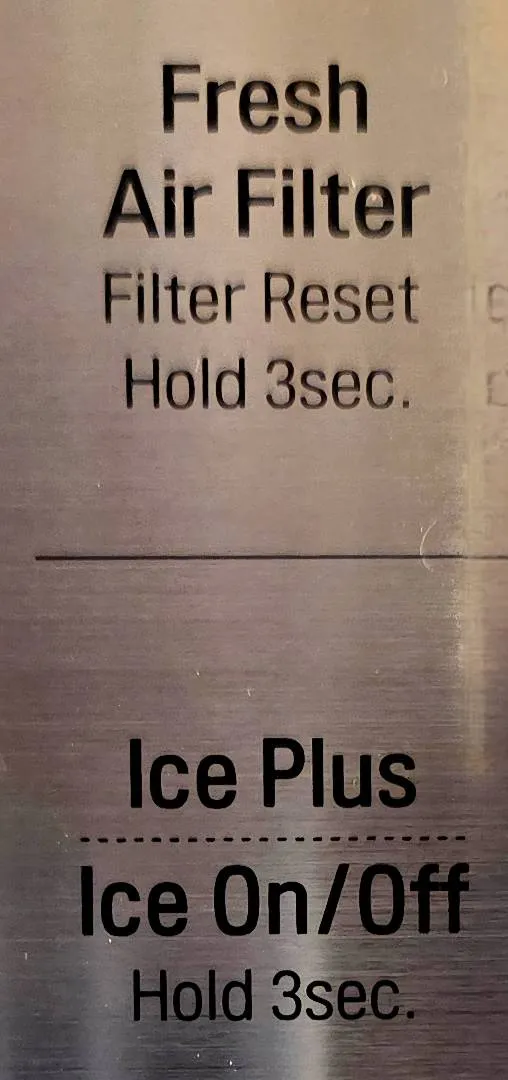 Fresh
Air Filter
Filter Reset
Hold 3sec.
Ice Plus
Ice On/Off
Hold 3sec.